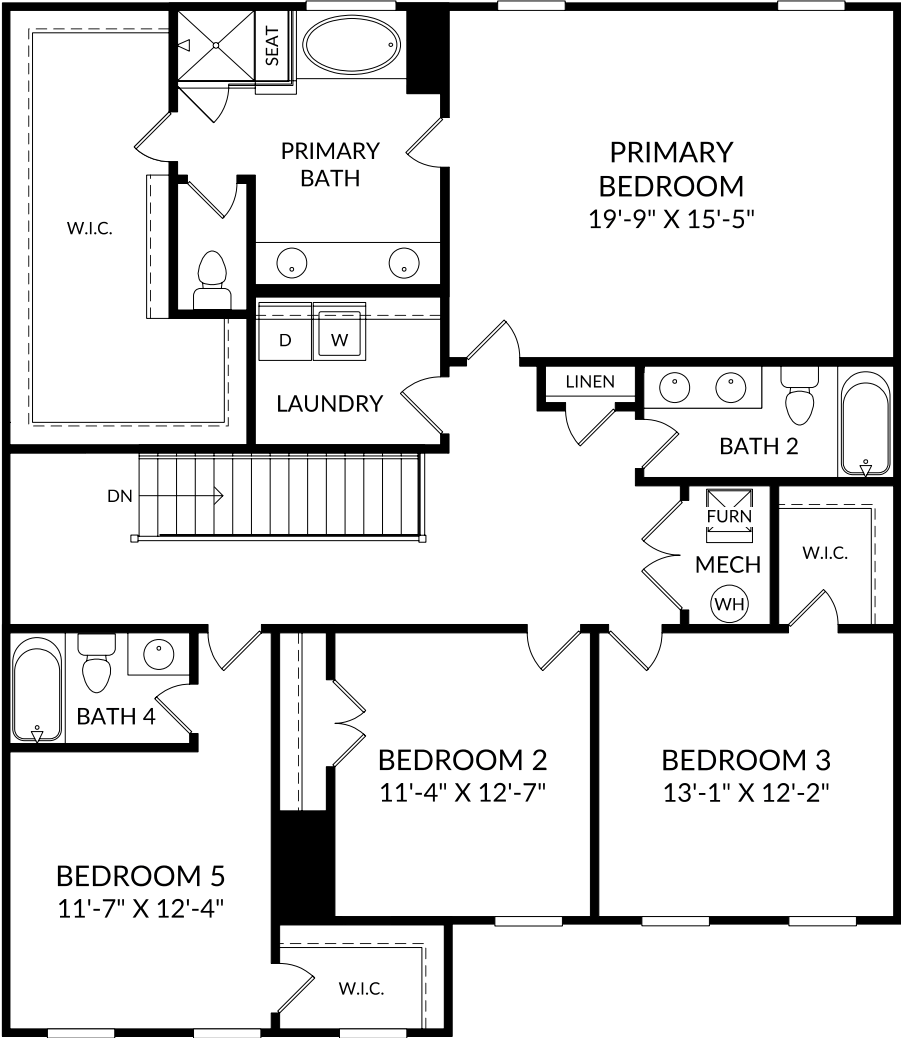 SEAT
PRIMARY
BATH
PRIMARY
BEDROOM
19'-9" X 15'-5"
W.I.C.
D
W
LAUNDRY
LINEN
BATH 2
DN
FURN
MECH
WH
W.I.C.
BATH 4
BEDROOM 2
11'-4" X 12'-7"
BEDROOM 3
13'-1" X 12'-2"
BEDROOM 5
11'-7" X 12'-4"
W.I.C.